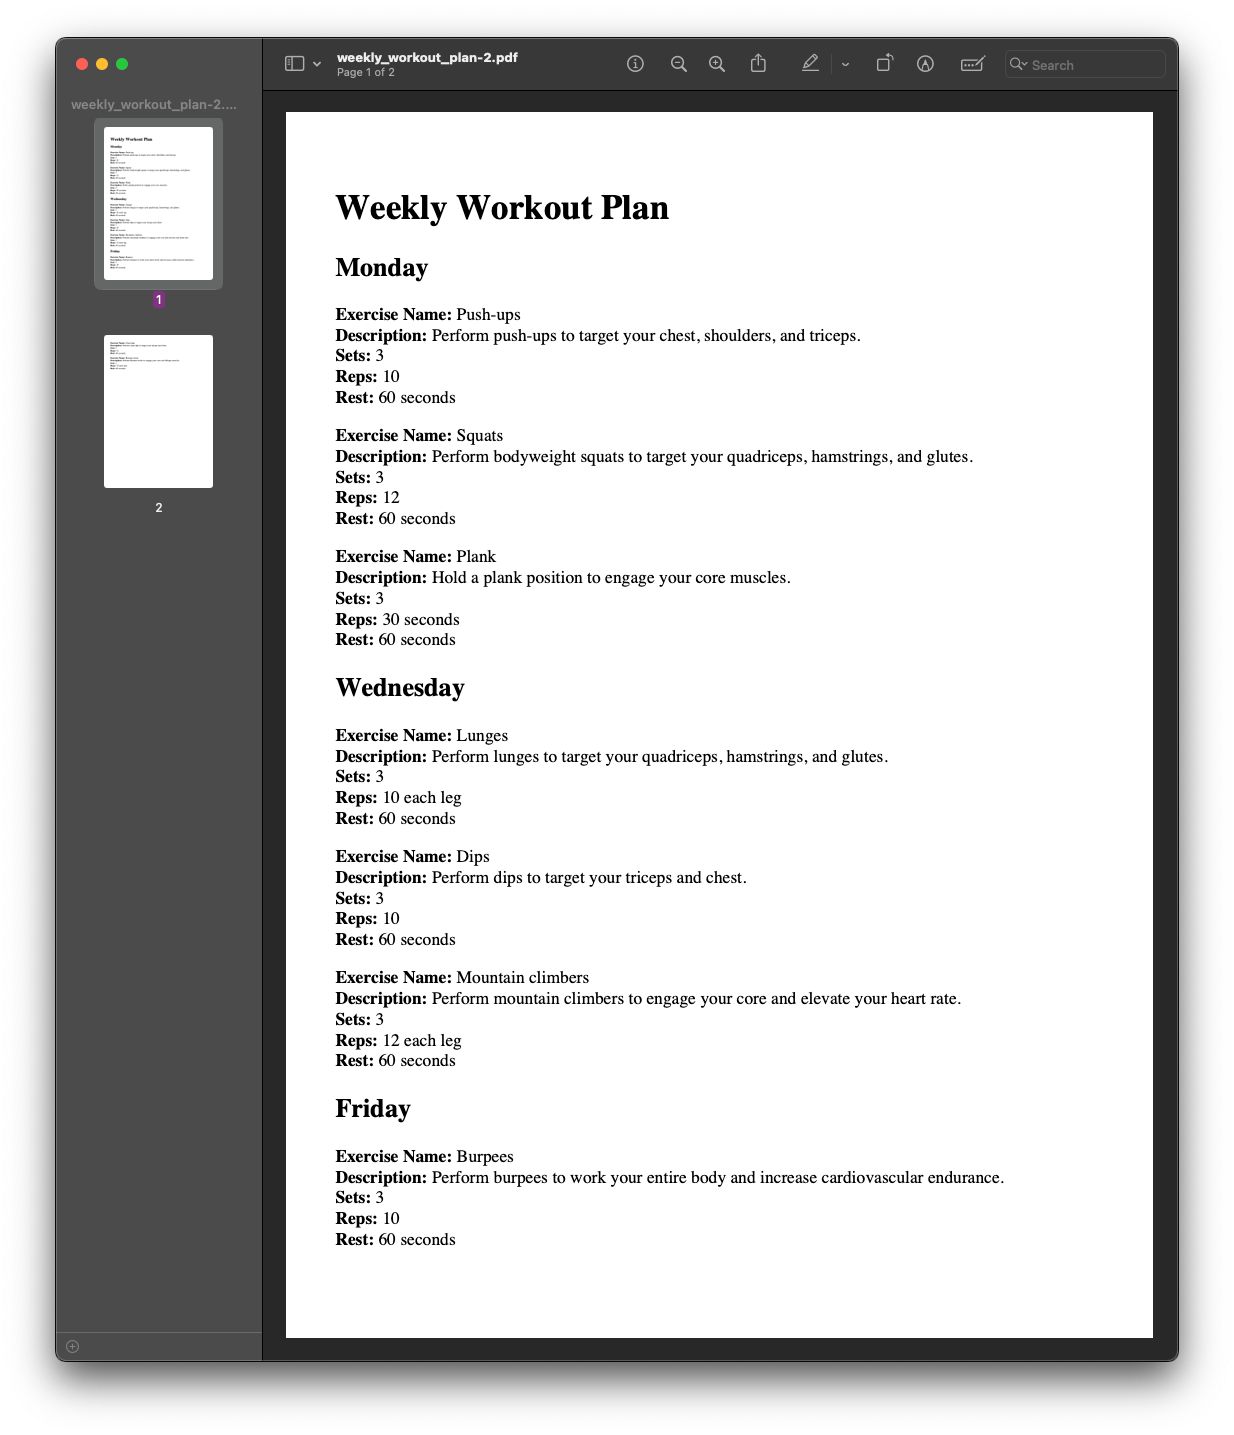 weekly_workout_plan-2.pdf
Page 1 of 2
Search
weekly_workout_plan-2....
1
2
Weekly Workout Plan
Monday
Exercise Name: Push-ups
Description: Perform push-ups to target your chest, shoulders, and triceps.
Sets: 3
Reps: 10
Rest: 60 seconds
Exercise Name: Squats
Description: Perform bodyweight squats to target your quadriceps, hamstrings, and glutes.
Sets: 3
Reps: 12
Rest: 60 seconds
Exercise Name: Plank
Description: Hold a plank position to engage your core muscles.
Sets: 3
Reps: 30 seconds
Rest: 60 seconds
Wednesday
Exercise Name: Lunges
Description: Perform lunges to target your quadriceps, hamstrings, and glutes.
Sets: 3
Reps: 10 each leg
Rest: 60 seconds
Exercise Name: Dips
Description: Perform dips to target your triceps and chest.
Sets: 3
Reps: 10
Rest: 60 seconds
Exercise Name: Mountain climbers
Description: Perform mountain climbers to engage your core and elevate your heart rate.
Sets: 3
Reps: 12 each leg
Rest: 60 seconds
Friday
Exercise Name: Burpees
Description: Perform burpees to work your entire body and increase cardiovascular endurance.
Sets: 3
Reps: 10
Rest: 60 seconds